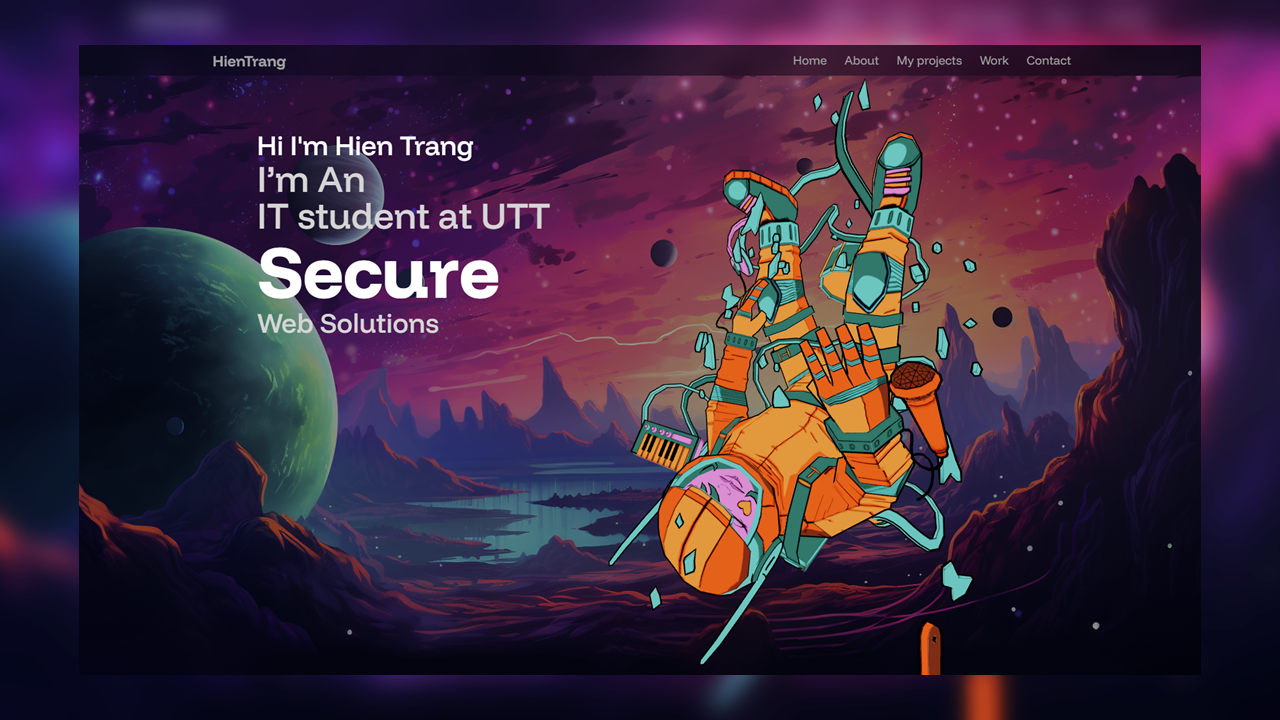 HienTrang
Home About My projects Work Contact
Hi I'm Hien Trang
I’m An
IT student at UTT
Secure
Web Solutions